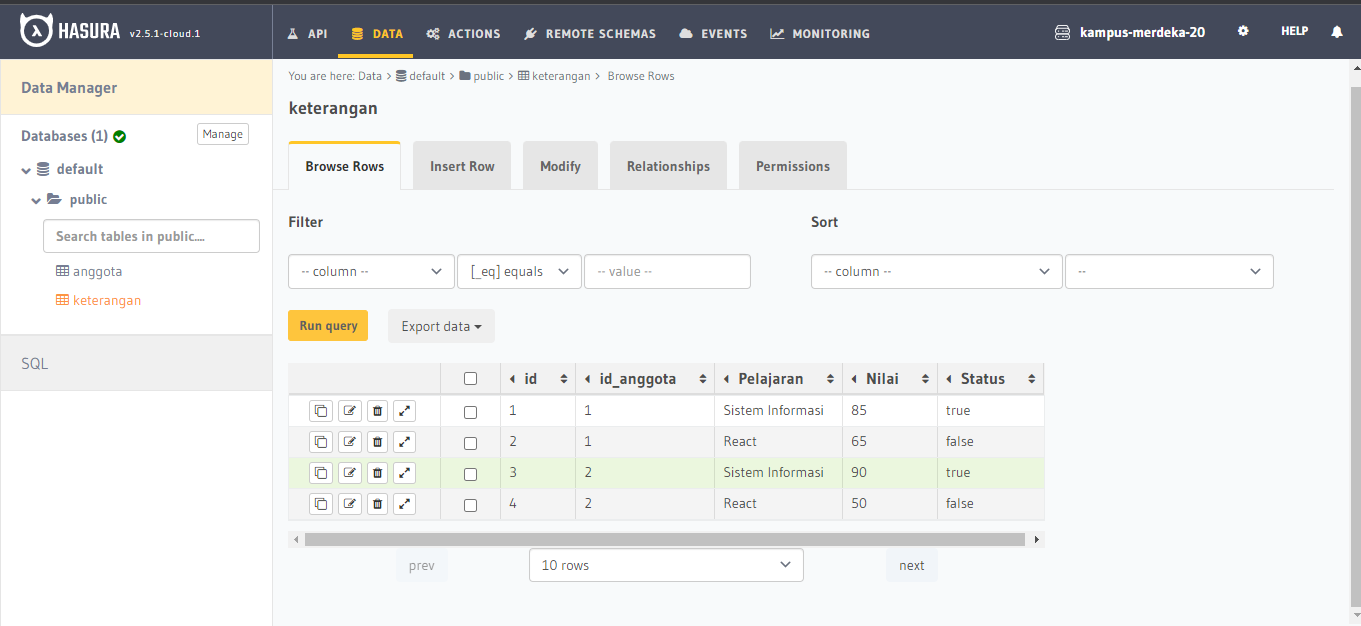 HASURA v2.5.1-cloud.1 API DATA ACTIONS REMOTE SCHEMAS EVENTS MONITORING kampus-merdeka-20 HELP
Data Manager
Databases (1) Manage
default
public
Search tables in public....
anggota
keterangan
SQL
You are here: Data > default > public > keterangan > Browse Rows
keterangan
Browse Rows Insert Row Modify Relationships Permissions
Filter Sort
-- column -- [_eq] equals -- value -- -- column -- --
Run query Export data
id id_anggota Pelajaran Nilai Status
1 1 Sistem Informasi 85 true
2 1 React 65 false
3 2 Sistem Informasi 90 true
4 2 React 50 false
prev 10 rows next